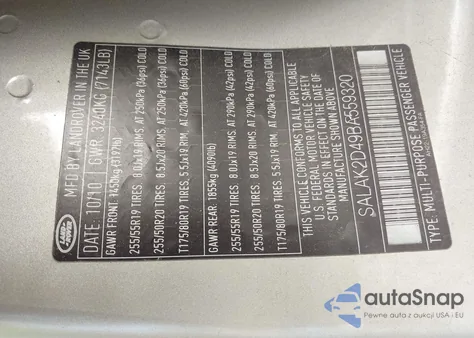 MFD BY LANDROVER IN THE UK
DATE: 10/10 GWR 3240KG (7143LB)
GAWR FRONT: 1450kg (3197lb)
255/55R19 TIRES. 8.0Jx19 RIMS, AT 250kPa (36psi) COLD
255/50R20 TIRES. 8.5Jx20 RIMS, AT 250kPa (36psi) COLD
T175/80R19 TIRES. 5.5Jx19 RIM, AT 420kPa (60psi) COLD
GAWR REAR: 1855kg (4090lb)
255/55R19 TIRES. 8.0Jx19 RIMS, AT 290kPa (42psi) COLD
255/50R20 TIRES. 8.5Jx20 RIMS, AT 290kPa (42psi) COLD
T175/80R19 TIRES. 5.5Jx19 RIM, AT 420kPa (60psi) COLD
THIS VEHICLE CONFORMS TO ALL APPLICABLE
U.S. FEDERAL MOTOR VEHICLE SAFETY
STANDARDS IN EFFECT ON THE DATE OF
MANUFACTURE SHOWN ABOVE
SALAK2D49BA559320
TYPE: MULTI-PURPOSE PASSENGER VEHICLE
LAND ROVER
autaSnap
Pewne auta z aukcji USA i EU